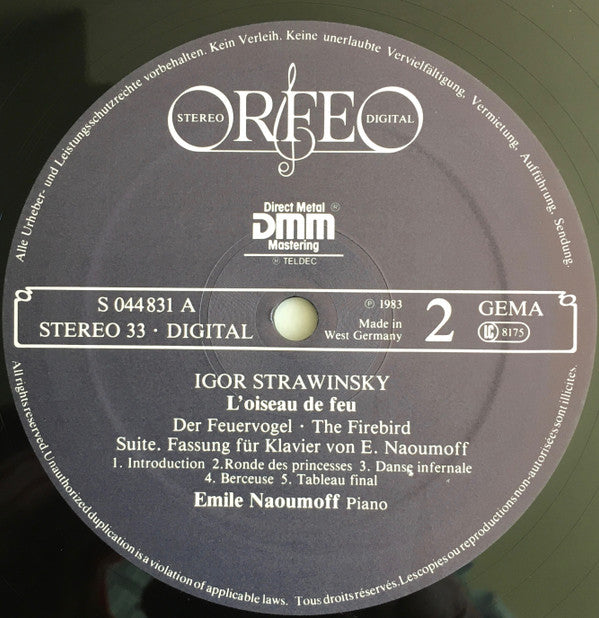 Alle Urheber- und Leistungsschutzrechte vorbehalten. Kein Verleih. Keine unerlaubte Vervielfältigung, Vermietung, Aufführung, Sendung.
ORFEO
STEREO DIGITAL
Direct Metal ®
DMM
Mastering
® TELDEC
S 044 831 A
STEREO 33 · DIGITAL
℗ 1983
Made in
West Germany
2
GEMA
LC 8175
IGOR STRAWINSKY
L'oiseau de feu
Der Feuervogel · The Firebird
Suite. Fassung für Klavier von E. Naoumoff
1. Introduction 2.Ronde des princesses 3. Danse infernale
4. Berceuse 5. Tableau final
Emile Naoumoff Piano
All rights reserved. Unauthorized duplication is a violation of applicable laws. Tous droits réservés. Les copies ou reproductions non-autorisées sont illicites.